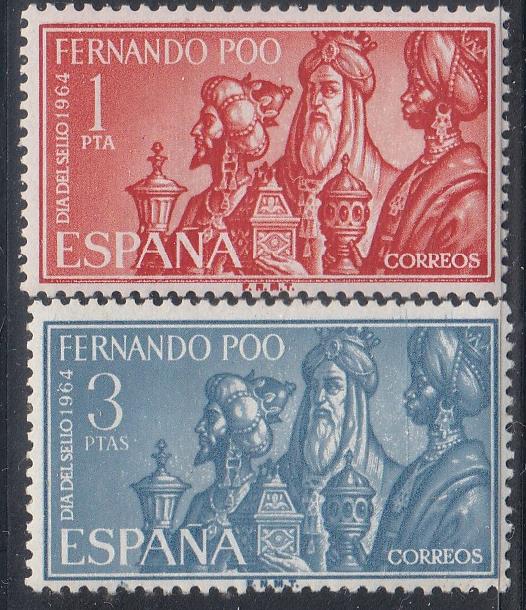 FERNANDO POO
1
PTA
DIA DEL SELLO 1964
ESPAÑA
CORREOS
F.N.M.T.
FERNANDO POO
3
PTAS
DIA DEL SELLO 1964
ESPAÑA
CORREOS
F.N.M.T.